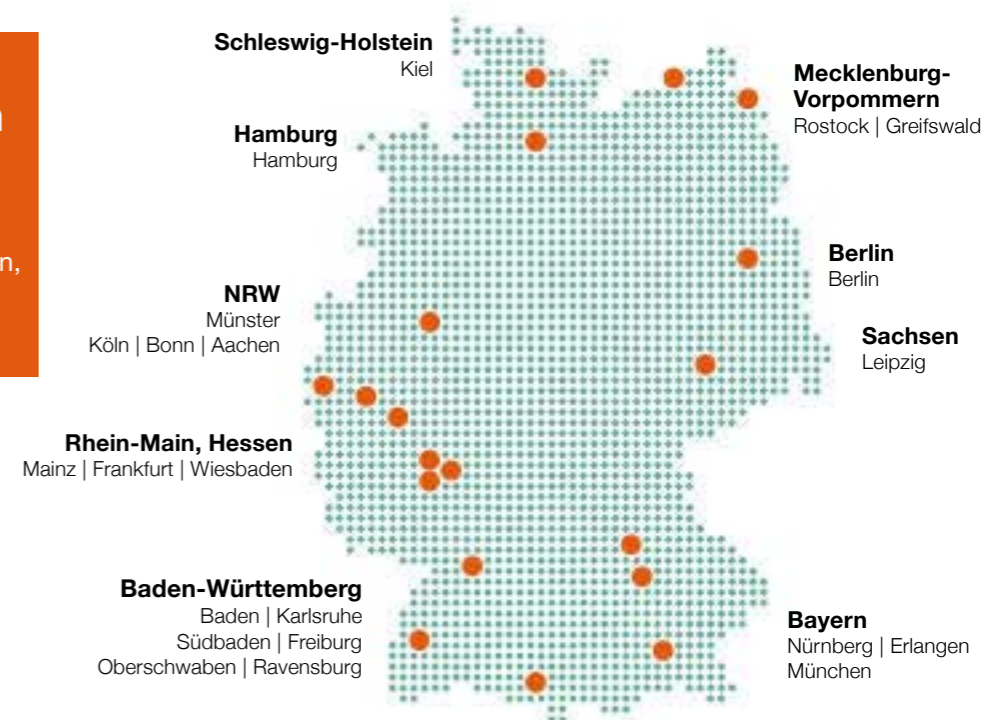 Schleswig-Holstein
Kiel
Mecklenburg-
Vorpommern
Rostock | Greifswald
Hamburg
Hamburg
Berlin
Berlin
NRW
Münster
Köln | Bonn | Aachen
Sachsen
Leipzig
Rhein-Main, Hessen
Mainz | Frankfurt | Wiesbaden
Baden-Württemberg
Baden | Karlsruhe
Südbaden | Freiburg
Oberschwaben | Ravensburg
Bayern
Nürnberg | Erlangen
München